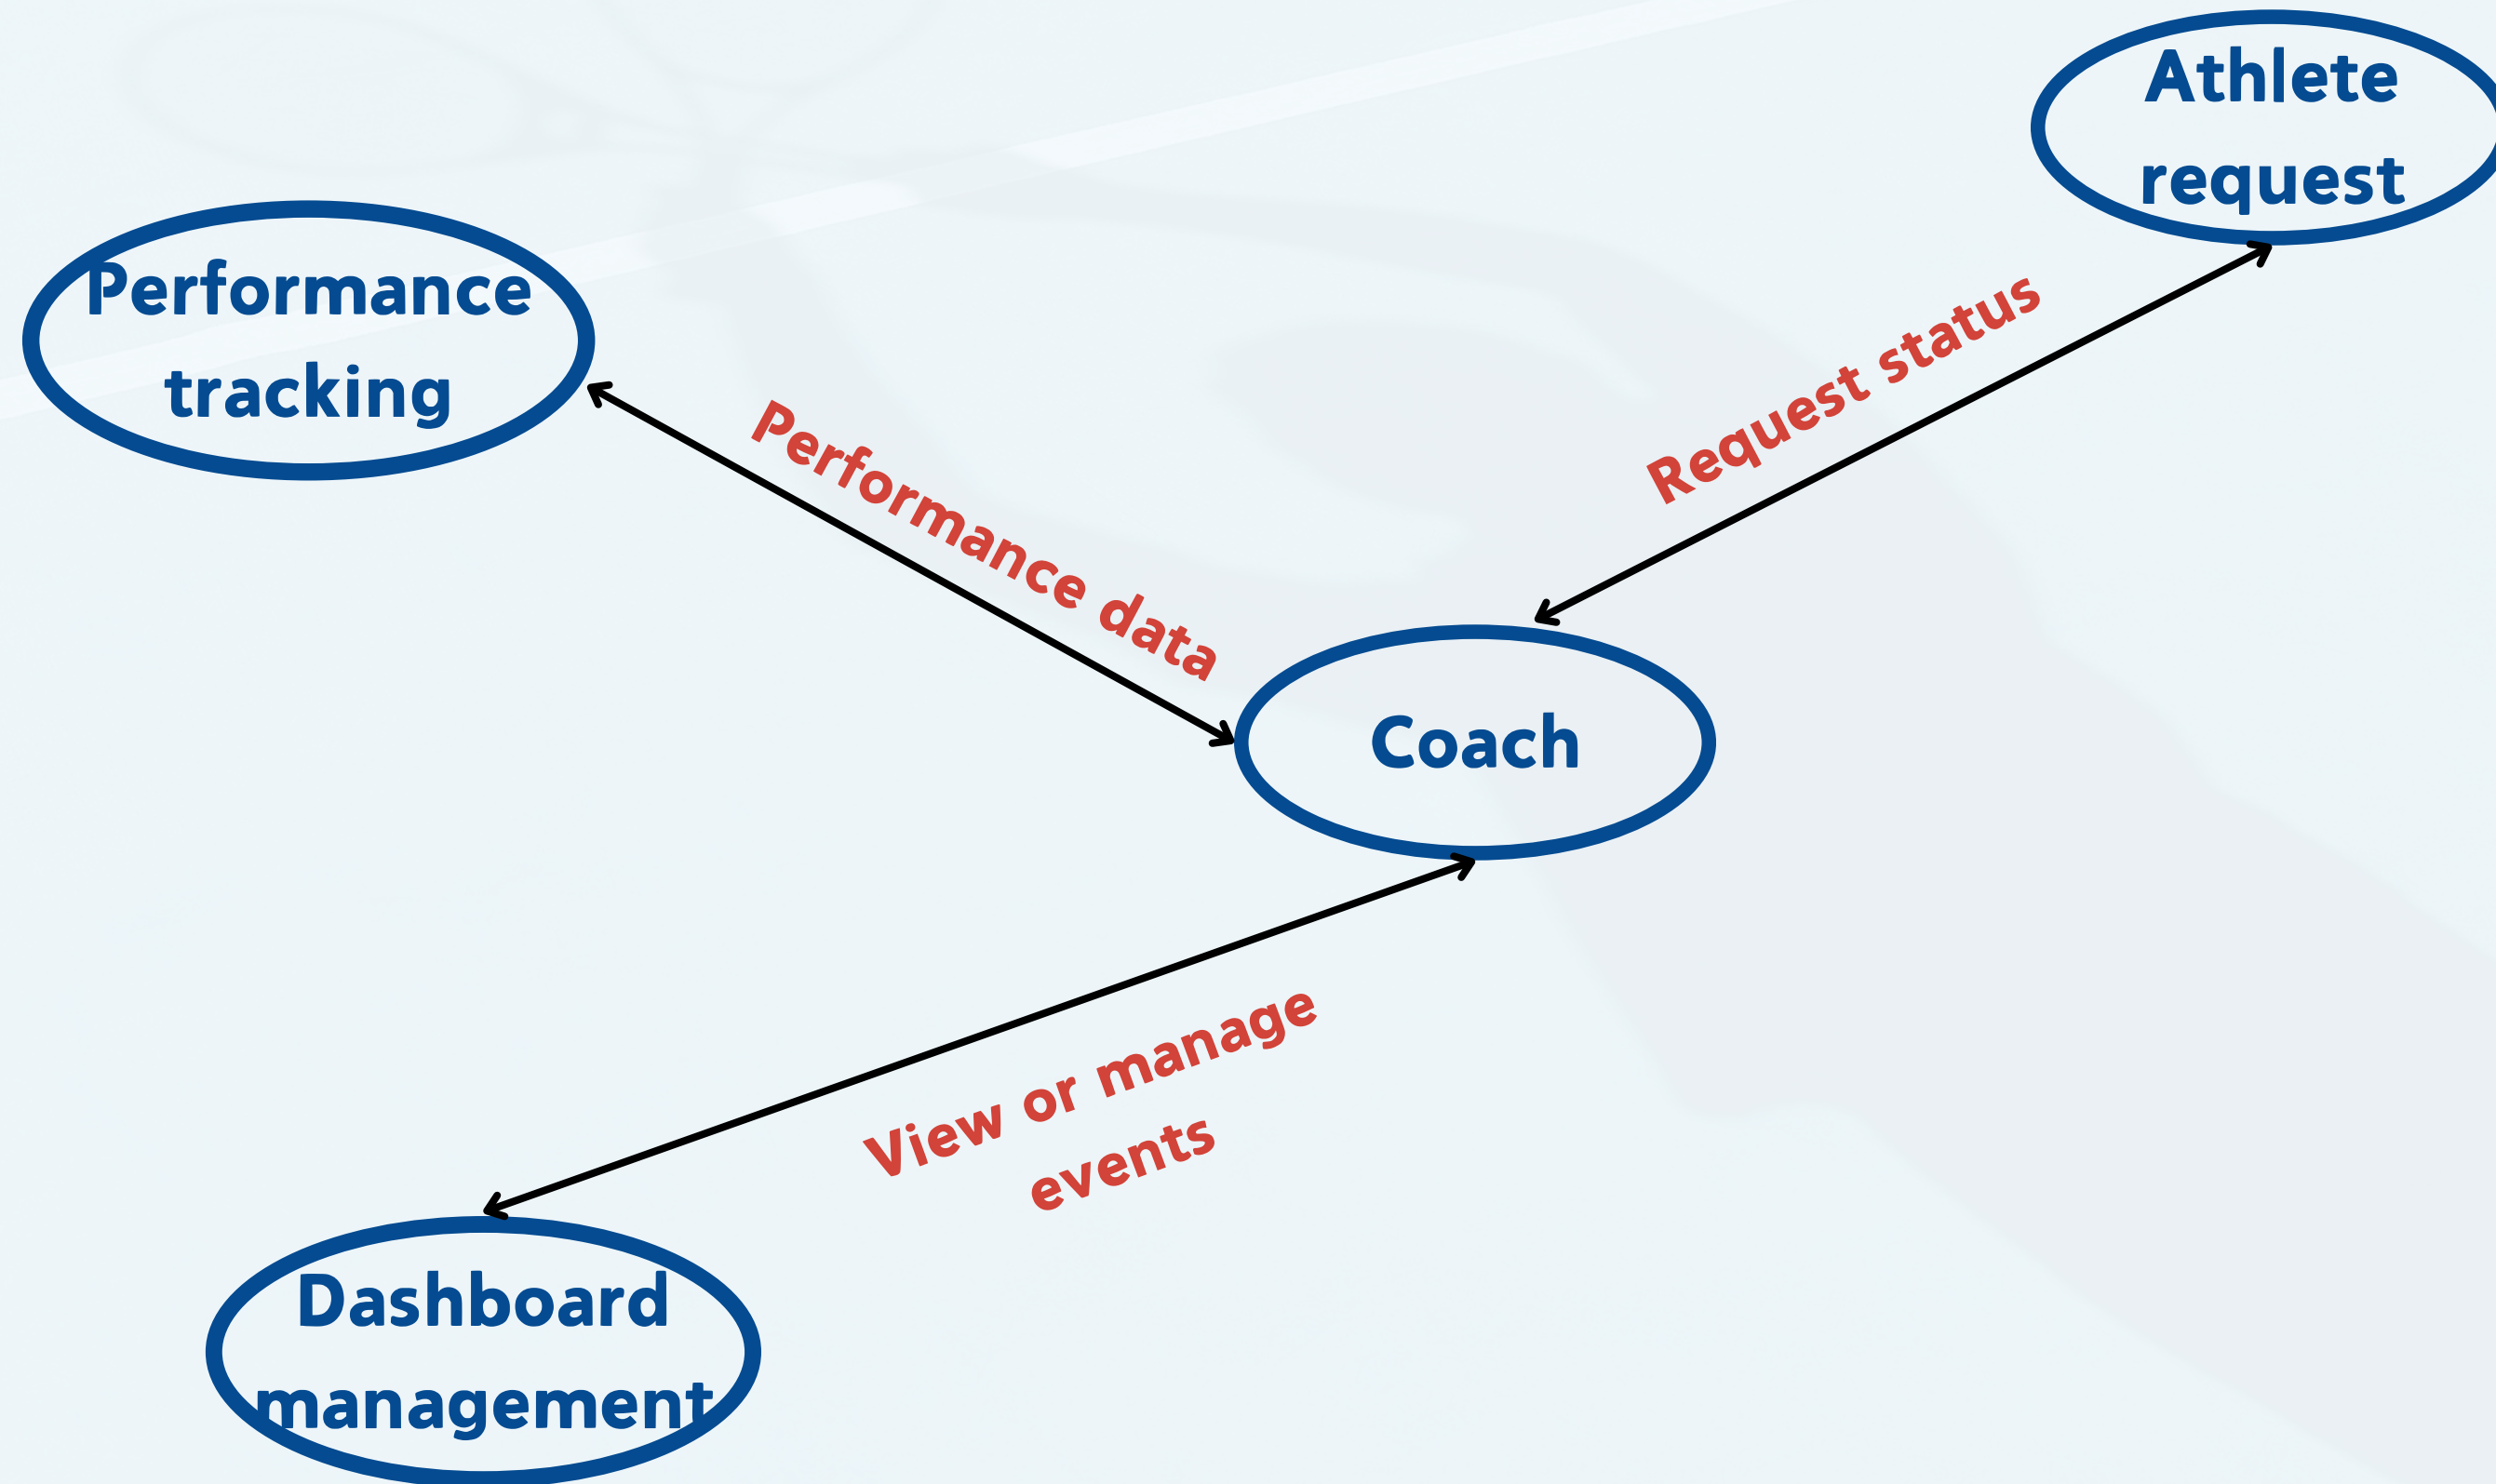 Athlete
request
Performance
tracking
Request status
Performance data
Coach
View or manage
events
Dashboard
management